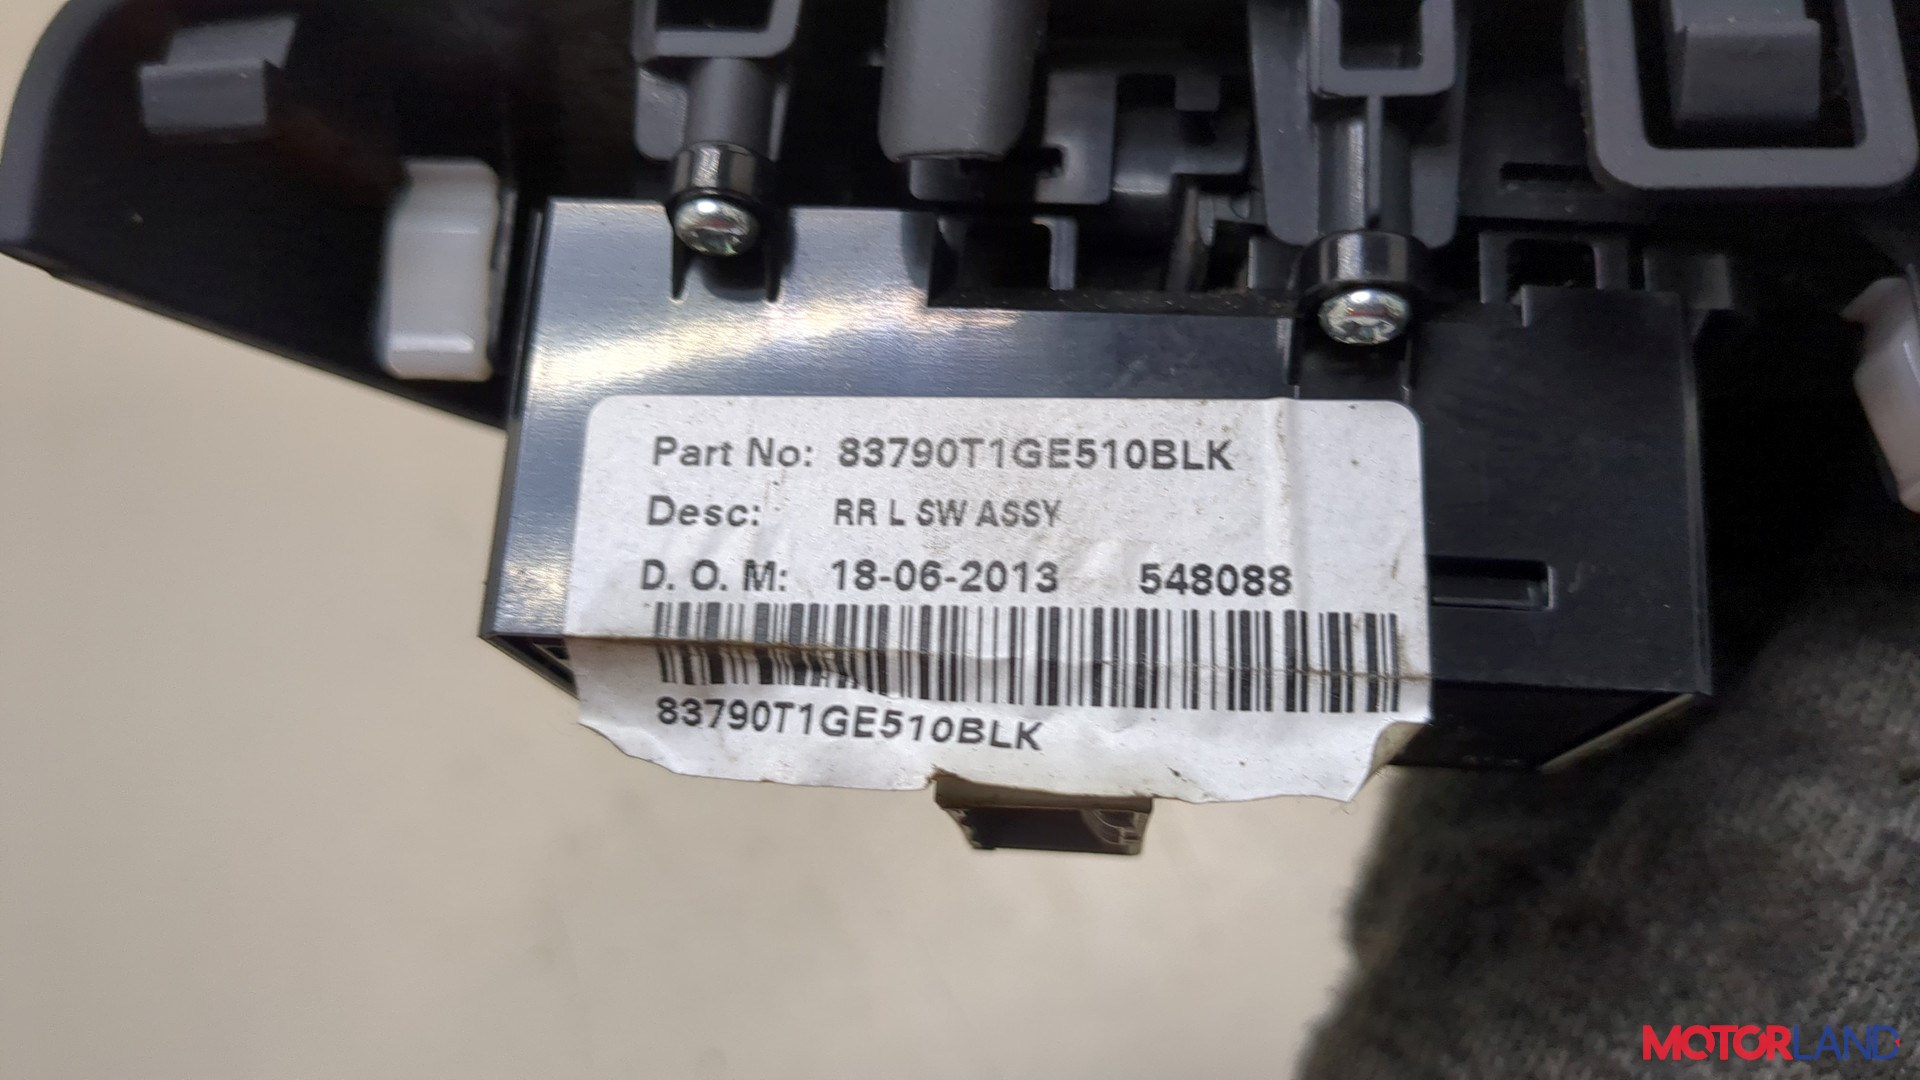 Part No: 83790T1GE510BLK
Desc: RR L SW ASSY
D. O. M: 18-06-2013 548088
83790T1GE510BLK
MOTORLAND